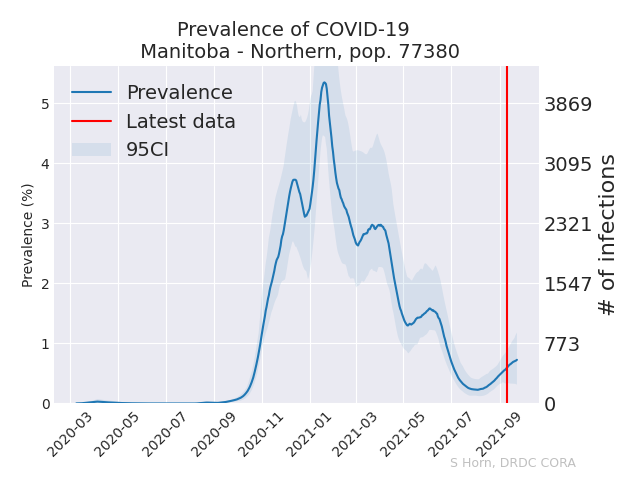 Prevalence of COVID-19
Manitoba - Northern, pop. 77380
Prevalence
Latest data
95CI
Prevalence (%)
5
4
3
2
1
0
3869
3095
2321
1547
773
0
# of infections
2020-03
2020-05
2020-07
2020-09
2020-11
2021-01
2021-03
2021-05
2021-07
2021-09
S Horn, DRDC CORA